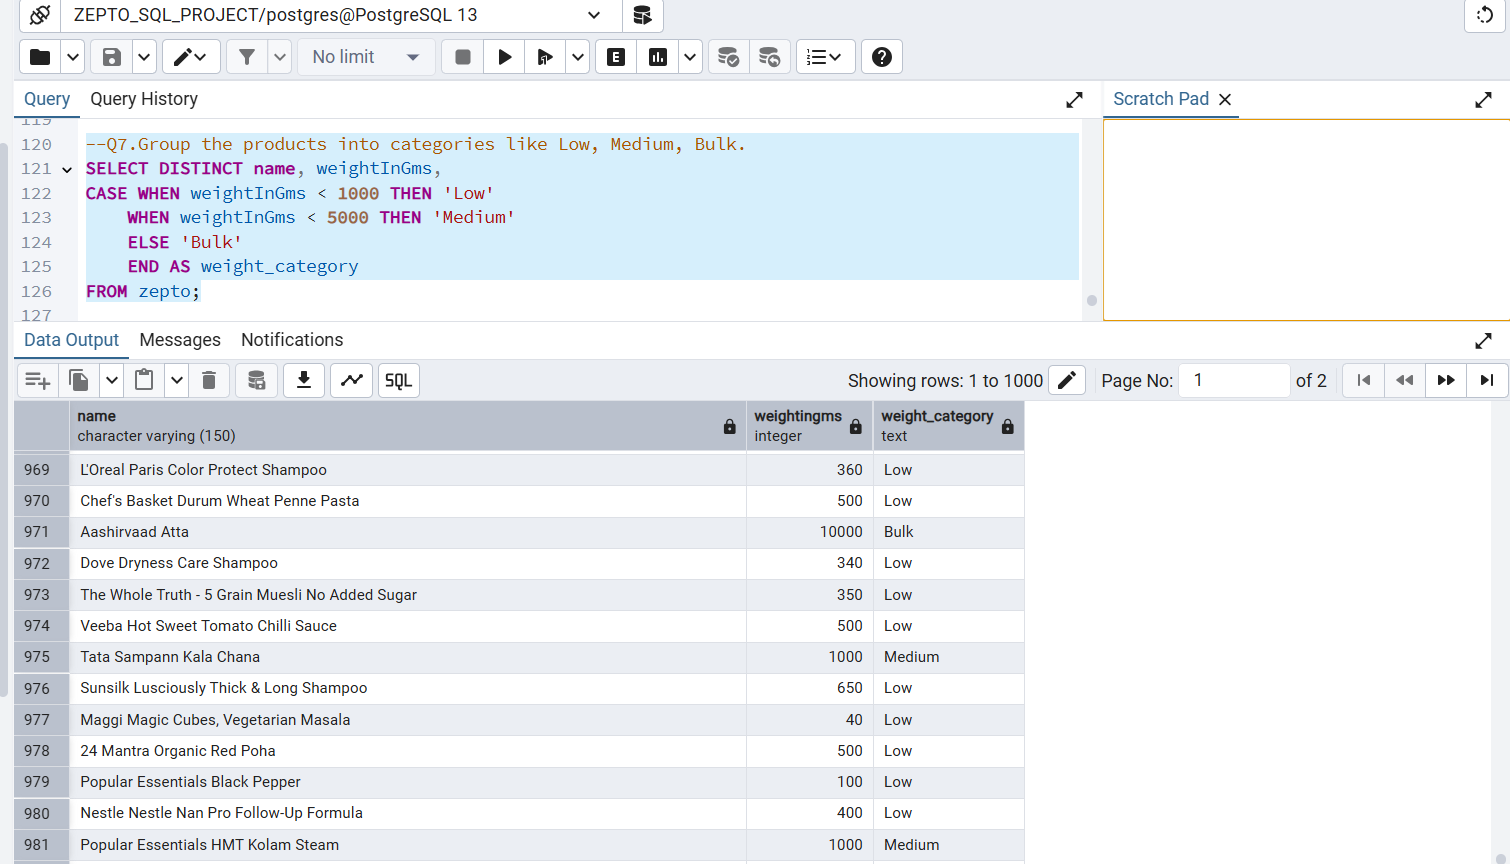 ZEPTO_SQL_PROJECT/postgres@PostgreSQL 13
No limit
E
Query
Query History
Scratch Pad
119
120 --Q7.Group the products into categories like Low, Medium, Bulk.
121 SELECT DISTINCT name, weightInGms,
122 CASE WHEN weightInGms < 1000 THEN 'Low'
123 WHEN weightInGms < 5000 THEN 'Medium'
124 ELSE 'Bulk'
125 END AS weight_category
126 FROM zepto;
127
Data Output
Messages
Notifications
SQL
Showing rows: 1 to 1000
Page No: 1 of 2
name weightingms weight_category
character varying (150) integer text
969 L'Oreal Paris Color Protect Shampoo 360 Low
970 Chef's Basket Durum Wheat Penne Pasta 500 Low
971 Aashirvaad Atta 10000 Bulk
972 Dove Dryness Care Shampoo 340 Low
973 The Whole Truth - 5 Grain Muesli No Added Sugar 350 Low
974 Veeba Hot Sweet Tomato Chilli Sauce 500 Low
975 Tata Sampann Kala Chana 1000 Medium
976 Sunsilk Lusciously Thick & Long Shampoo 650 Low
977 Maggi Magic Cubes, Vegetarian Masala 40 Low
978 24 Mantra Organic Red Poha 500 Low
979 Popular Essentials Black Pepper 100 Low
980 Nestle Nestle Nan Pro Follow-Up Formula 400 Low
981 Popular Essentials HMT Kolam Steam 1000 Medium